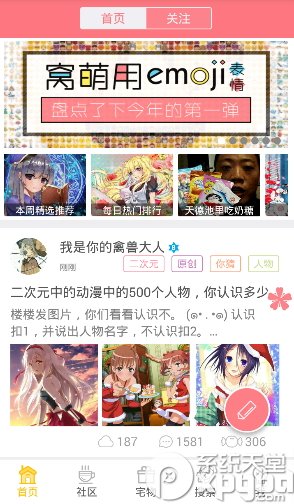 首页 关注
窝萌用emoji表情
盘点了下今年的第一弹
本周精选推荐 每日热门排行 天德池里吃奶糖
我是你的禽兽大人
刚刚 二次元 原创 你猜 人物
二次元中的动漫中的500个人物，你认识多少
楼楼发图片，你们看看认识不。(๑• . •๑) 认识
扣1，并说出人物名字，不认识扣2。...
187 1581 306
首页 社区 宅物 搜索
系统天堂